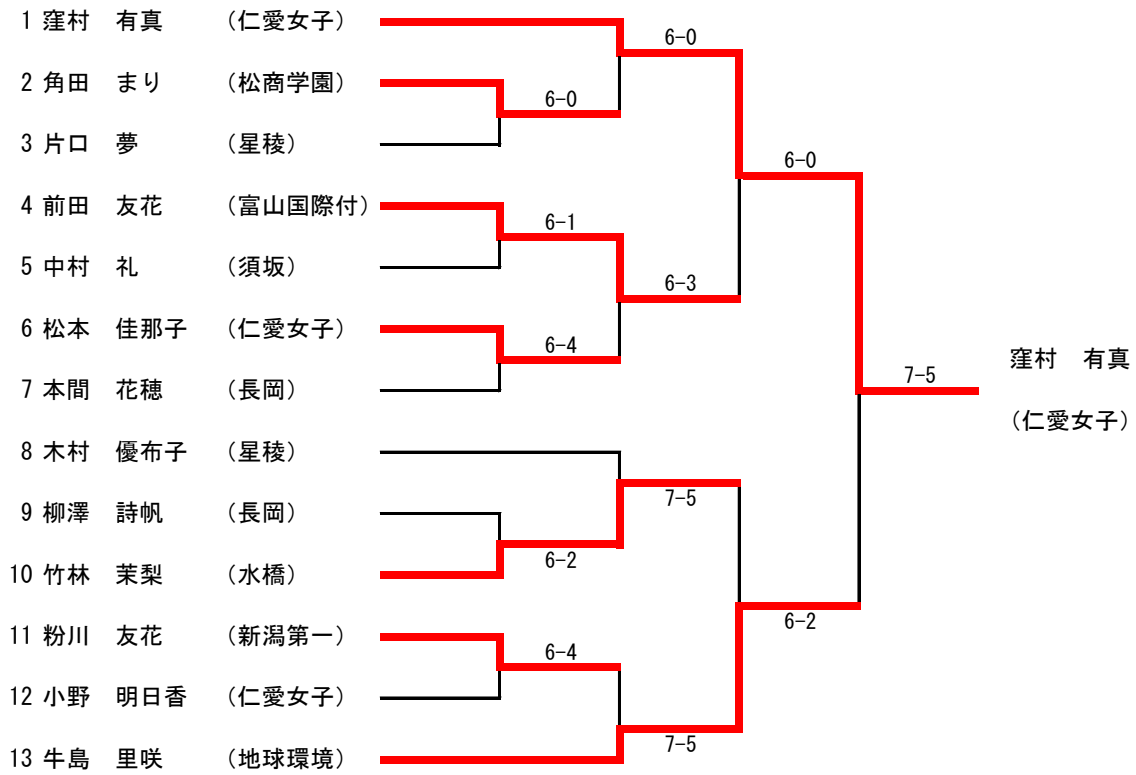 1 窪村　有真　（仁愛女子）
6-0
2 角田　まり　（松商学園）
6-0
3 片口　夢　（星稜）
6-0
4 前田　友花　（富山国際付）
6-1
5 中村　礼　（須坂）
6-3
6 松本　佳那子　（仁愛女子）
6-4
窪村　有真
7 本間　花穂　（長岡）
7-5
（仁愛女子）
8 木村　優布子　（星稜）
7-5
9 柳澤　詩帆　（長岡）
6-2
10 竹林　茉梨　（水橋）
6-2
11 粉川　友花　（新潟第一）
6-4
12 小野　明日香　（仁愛女子）
7-5
13 牛島　里咲　（地球環境）